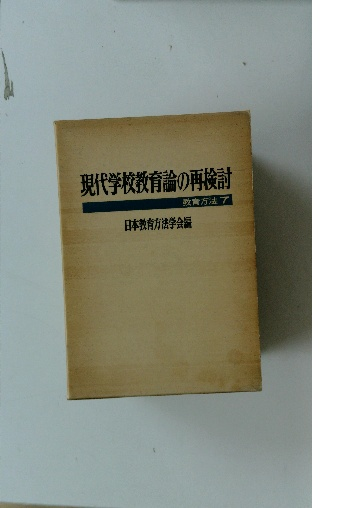 現代学校教育論の再検討
教育方法 7
日本教育方法学会編